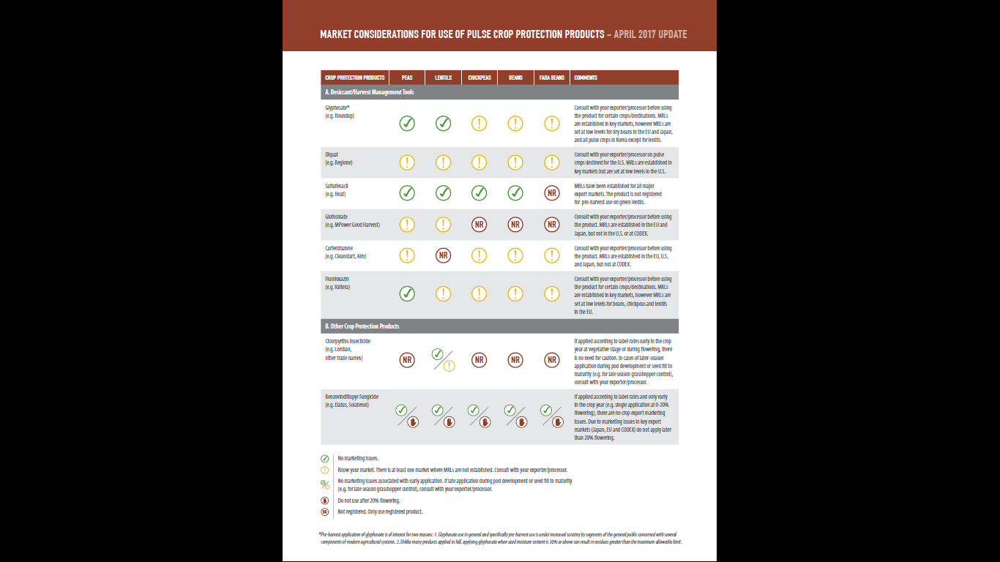 MARKET CONSIDERATIONS FOR USE OF PULSE CROP PROTECTION PRODUCTS – APRIL 2017 UPDATE
CROP PROTECTION PRODUCTS PEAS LENTILS CHICKPEAS BEANS FABA BEANS COMMENTS
A. Desiccant/Harvest Management Tools
Glyphosate*
(e.g. Roundup)
Consult with your exporter/processor before using
the product for certain crops/destinations. MRLs
are established in key markets, however MRLs are
set at low levels for dry beans in the EU and Japan,
and all pulse crops in Korea except for lentils.
Diquat
(e.g. Reglone)
Consult with your exporter/processor on pulse
crops destined for the U.S. MRLs are established in
key markets but are set at low levels in the U.S.
Saflufenacil
(e.g. Heat)
NR
MRLs have been established for all major
export markets. The product is not registered
for pre-harvest use on green lentils.
Glufosinate
(e.g. MPower Good Harvest)
NR NR NR
Consult with your exporter/processor before using
the product. MRLs are established in the EU and
Japan, but not in the U.S. or at CODEX.
Carfentrazone
(e.g. Cleanstart, Aim)
NR
Consult with your exporter/processor before using
the product. MRLs are established in the EU, U.S.
and Japan, but not at CODEX.
Flumioxazin
(e.g. Valtera)
Consult with your exporter/processor before using
the product for certain crops/destinations. MRLs
are established in key markets, however MRLs are
set at low levels for beans, chickpeas and lentils
in the EU.
B. Other Crop Protection Products
Chlorpyrifos Insecticide
(e.g. Lorsban,
other trade names)
NR NR NR NR
If applied according to label rates early in the crop
year at vegetative stage or during flowering, there
is no need for caution. In cases of later-season
application during pod development or seed fill to
maturity (e.g. for late season grasshopper control),
consult with your exporter/processor.
Benzovindiflupyr Fungicide
(e.g. Elatus, Solatenol)
If applied according to label rates and only early
in the crop year (e.g. single application at 0-20%
flowering), there are no crop export marketing
issues. Due to marketing issues in key export
markets (Japan, EU and CODEX) do not apply later
than 20% flowering.
No marketing issues.
Know your market. There is at least one market where MRLs are not established. Consult with your exporter/processor.
No marketing issues associated with early application. If late application during pod development or seed fill to maturity
(e.g. for late season grasshopper control), consult with your exporter/processor.
Do not use after 20% flowering.
NR Not registered. Only use registered product.
*Pre-harvest application of glyphosate is of interest for two reasons: 1. Glyphosate use in general and specifically pre-harvest use is under increased scrutiny by segments of the general public concerned with several
components of modern agricultural systems. 2. Unlike many products applied in fall, applying glyphosate when seed moisture content is 30% or above can result in residues greater than the maximum allowable limit.